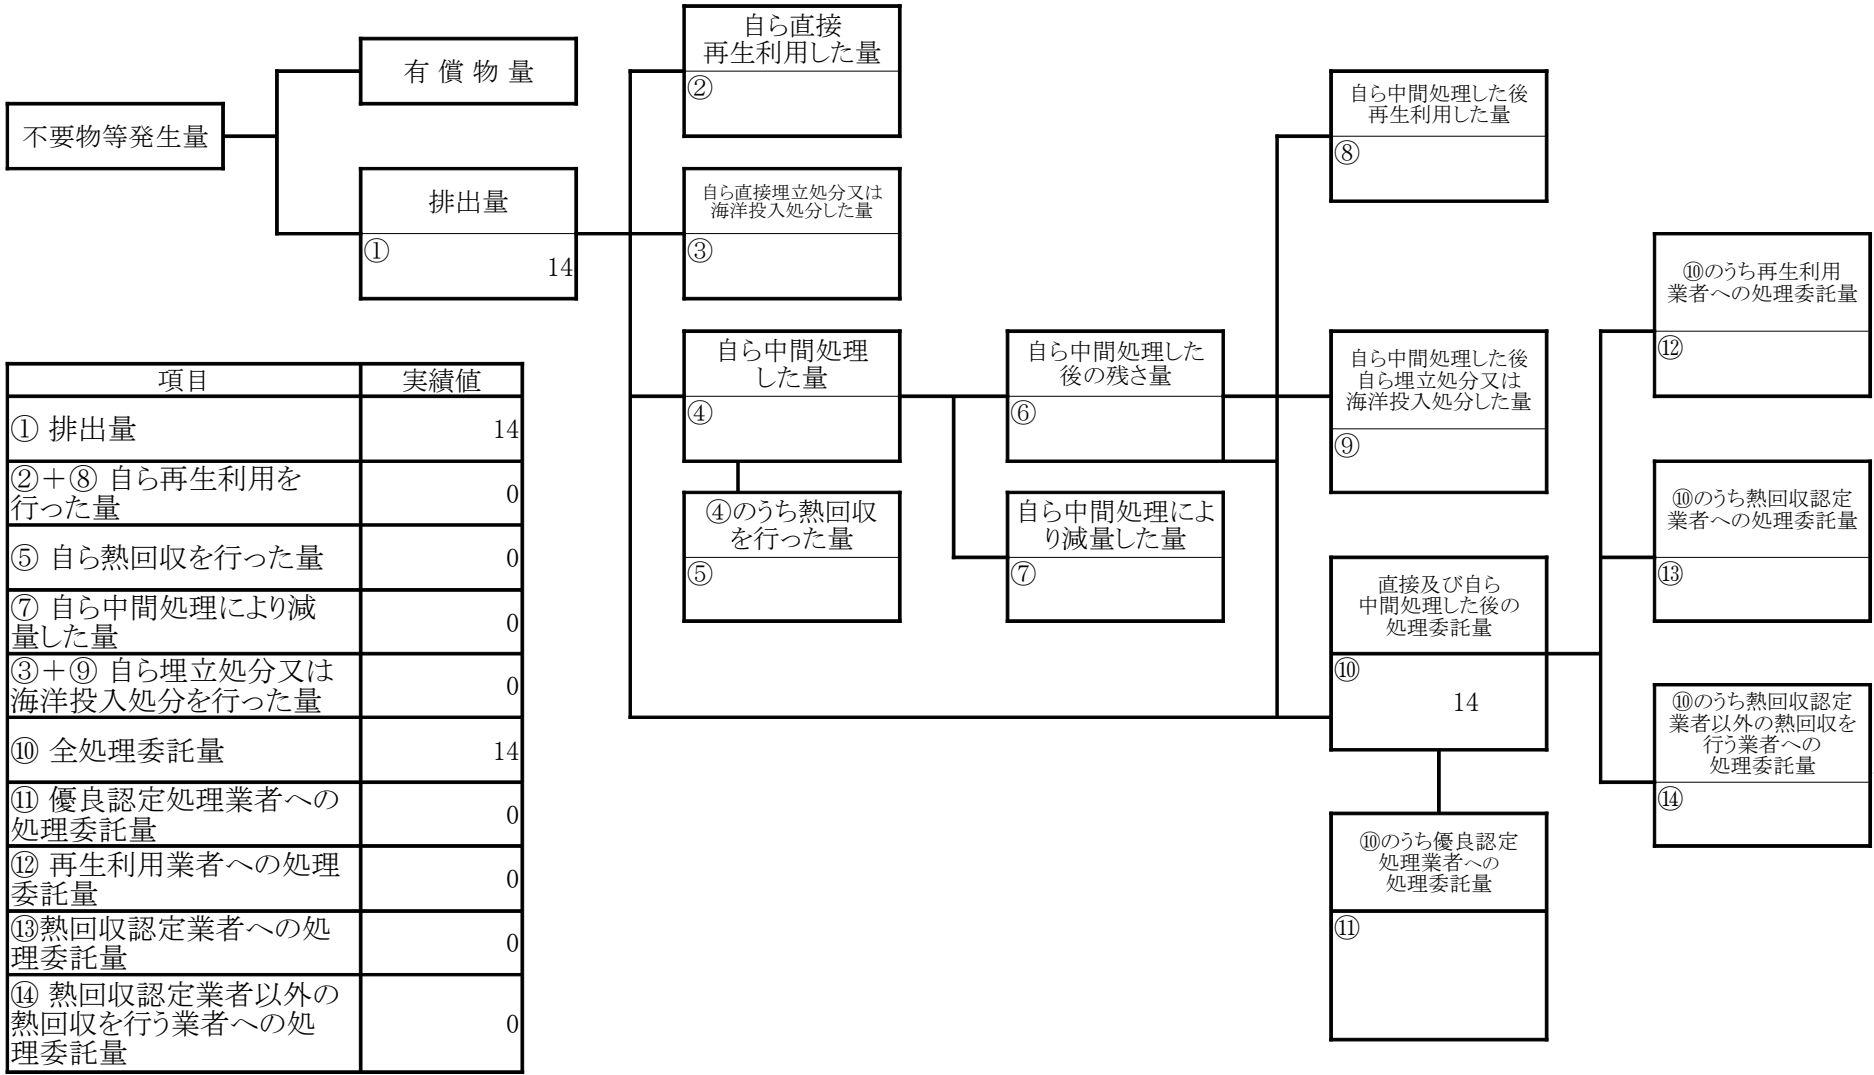 不要物等発生量
有 償 物 量
排出量
①
14
自ら直接
再生利用した量
②
自ら直接埋立処分又は
海洋投入処分した量
③
自ら中間処理
した量
④
④のうち熱回収
を行った量
⑤
自ら中間処理した
後の残さ量
⑥
自ら中間処理によ
り減量した量
⑦
自ら中間処理した後
再生利用した量
⑧
自ら中間処理した後
自ら埋立処分又は
海洋投入処分した量
⑨
直接及び自ら
中間処理した後の
処理委託量
⑩
14
⑩のうち優良認定
処理業者への
処理委託量
⑪
⑩のうち再生利用
業者への処理委託量
⑫
⑩のうち熱回収認定
業者への処理委託量
⑬
⑩のうち熱回収認定
業者以外の熱回収を
行う業者への
処理委託量
⑭
項目 実績値
① 排出量 14
②＋⑧ 自ら再生利用を
行った量 0
⑤ 自ら熱回収を行った量 0
⑦ 自ら中間処理により減
量した量 0
③＋⑨ 自ら埋立処分又は
海洋投入処分を行った量 0
⑩ 全処理委託量 14
⑪ 優良認定処理業者への
処理委託量 0
⑫ 再生利用業者への処理
委託量 0
⑬熱回収認定業者への処
理委託量 0
⑭ 熱回収認定業者以外の
熱回収を行う業者への処
理委託量 0